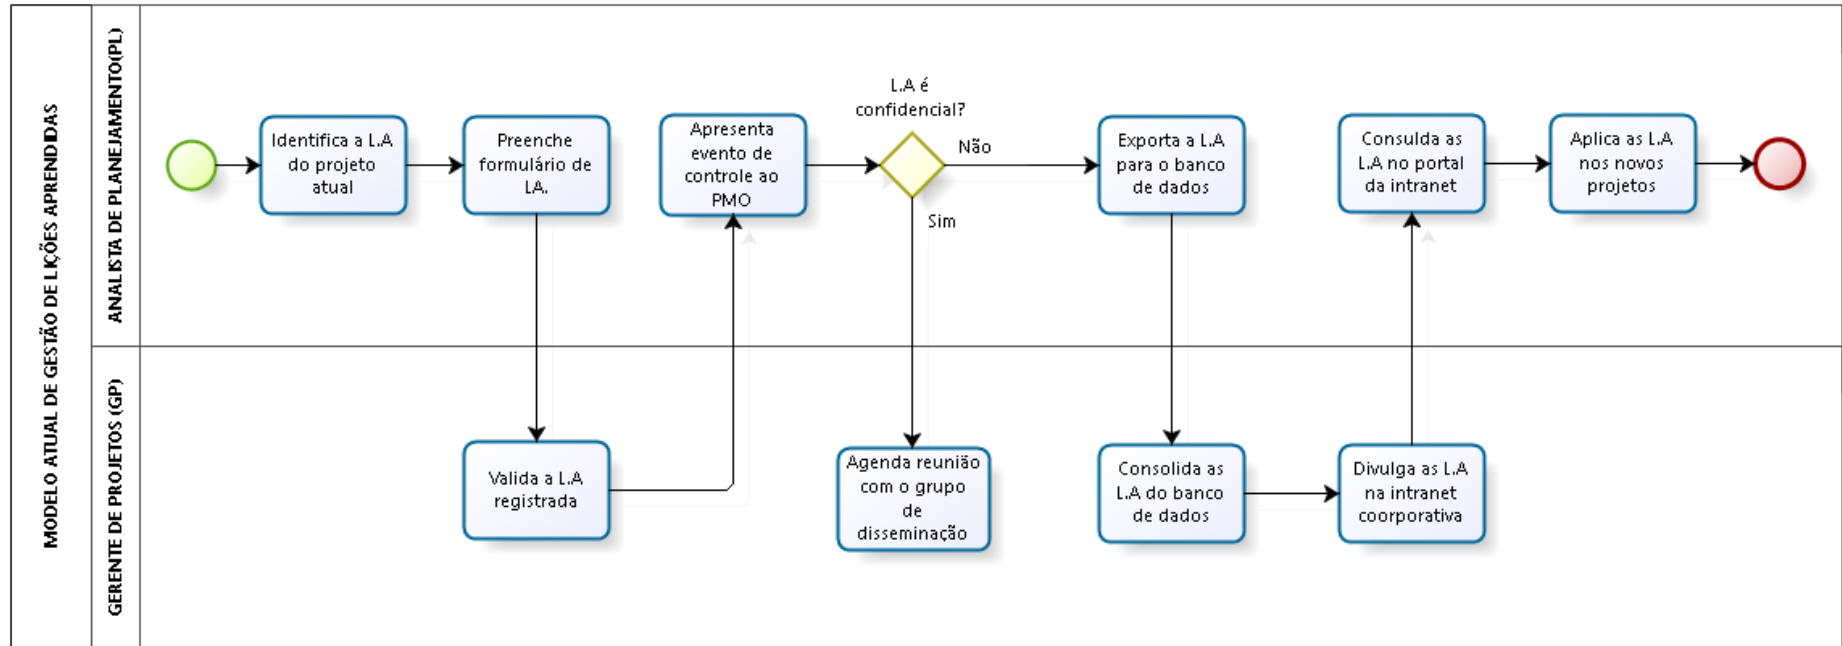 MODELO ATUAL DE GESTÃO DE LIÇÕES APRENDIDAS
ANALISTA DE PLANEJAMENTO(PL)
Identifica a L.A
do projeto
atual
Preenche
formulário de
LA.
Apresenta
evento de
controle ao
PMO
L.A é
confidencial?
Não
Sim
Exporta a L.A
para o banco
de dados
Consulda as
L.A no portal
da intranet
Aplica as L.A
nos novos
projetos
GERENTE DE PROJETOS (GP)
Valida a L.A
registrada
Agenda reunião
com o grupo
de
disseminação
Consolida as
L.A do banco
de dados
Divulga as L.A
na intranet
coorporativa